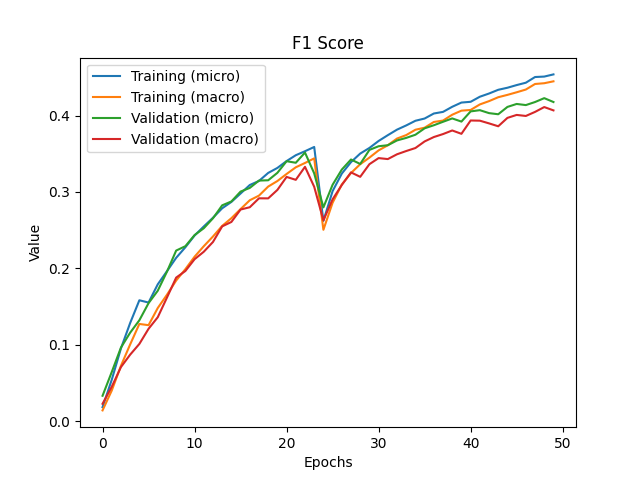 F1 Score
Training (micro)
Training (macro)
Validation (micro)
Validation (macro)
0.4
0.3
0.2
0.1
0.0
Value
0 10 20 30 40 50
Epochs